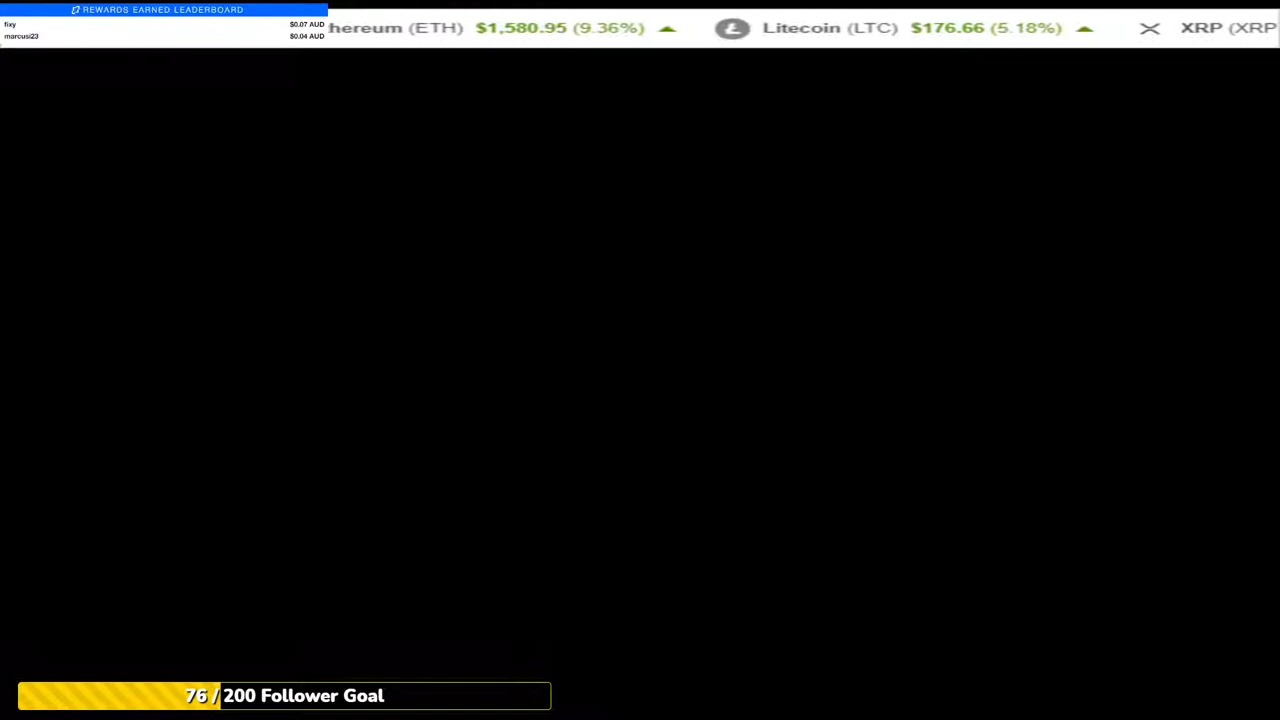 REWARDS EARNED LEADERBOARD
fixy $0.07 AUD
marcusi23 $0.04 AUD
hereum (ETH) $1,580.95 (9.36%) Litecoin (LTC) $176.66 (5.18%) XRP (XRP
76 / 200 Follower Goal